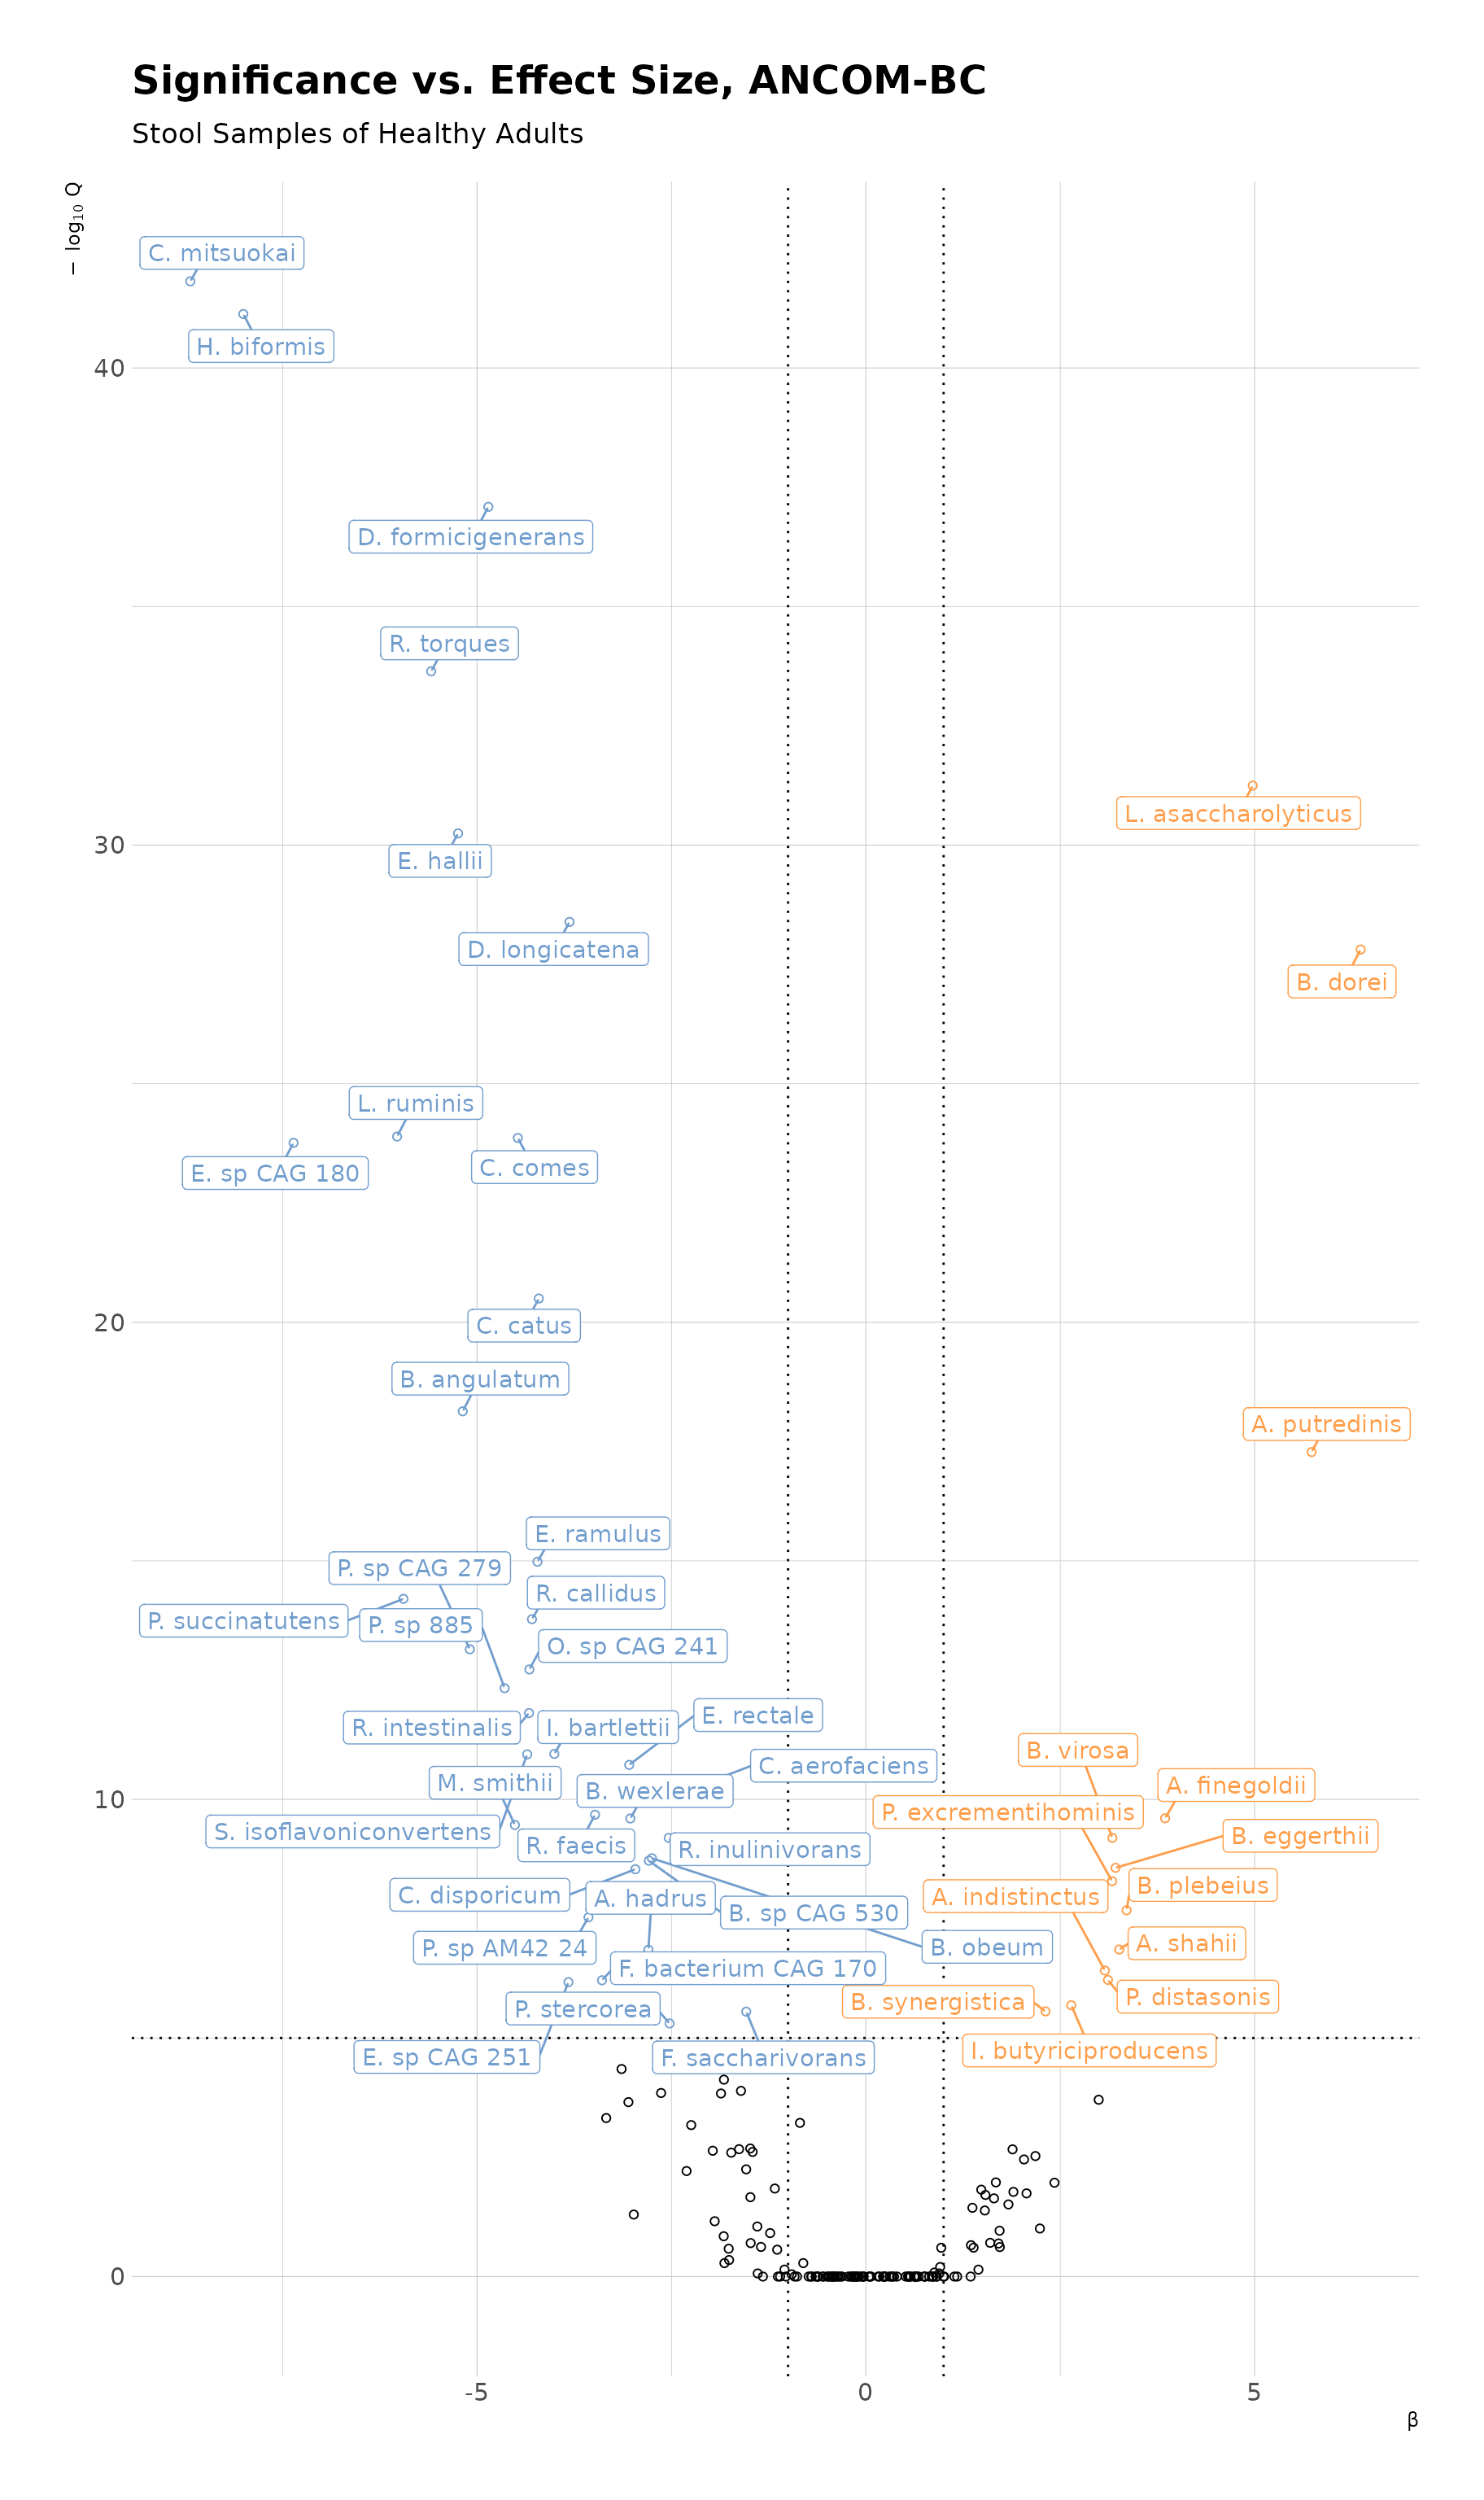 Significance vs. Effect Size, ANCOM-BC
Stool Samples of Healthy Adults
− log10 Q
C. mitsuokai
H. biformis
40
D. formicigenerans
R. torques
L. asaccharolyticus
30
E. hallii
D. longicatena
B. dorei
L. ruminis
C. comes
E. sp CAG 180
20
C. catus
B. angulatum
A. putredinis
E. ramulus
P. sp CAG 279
R. callidus
P. succinatutens
P. sp 885
O. sp CAG 241
E. rectale
R. intestinalis
I. bartlettii
B. virosa
C. aerofaciens
M. smithii
A. finegoldii
B. wexlerae
10
P. excrementihominis
S. isoflavoniconvertens
B. eggerthii
R. faecis
R. inulinivorans
B. plebeius
C. disporicum
A. indistinctus
A. hadrus
B. sp CAG 530
A. shahii
B. obeum
P. sp AM42 24
F. bacterium CAG 170
P. distasonis
B. synergistica
P. stercorea
I. butyriciproducens
E. sp CAG 251
F. saccharivorans
0
-5
0
5
β